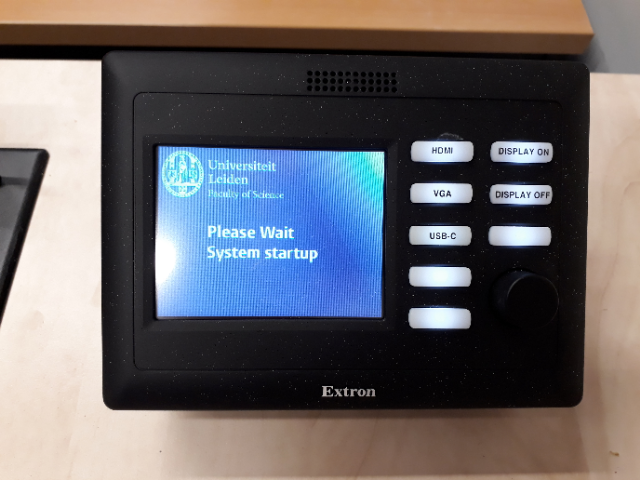 Universiteit
Leiden
Faculty of Science
Please Wait
System startup
HDMI
DISPLAY ON
VGA
DISPLAY OFF
USB-C
Extron